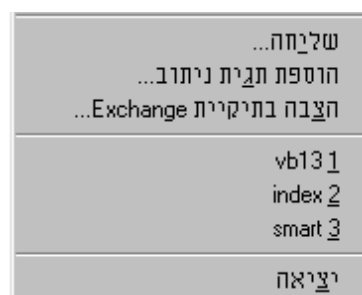 שליחה...
הוספת תגית ניתוב...
הצבה בתיקיית Exchange...
1 vb13
2 index
3 smart
יציאה